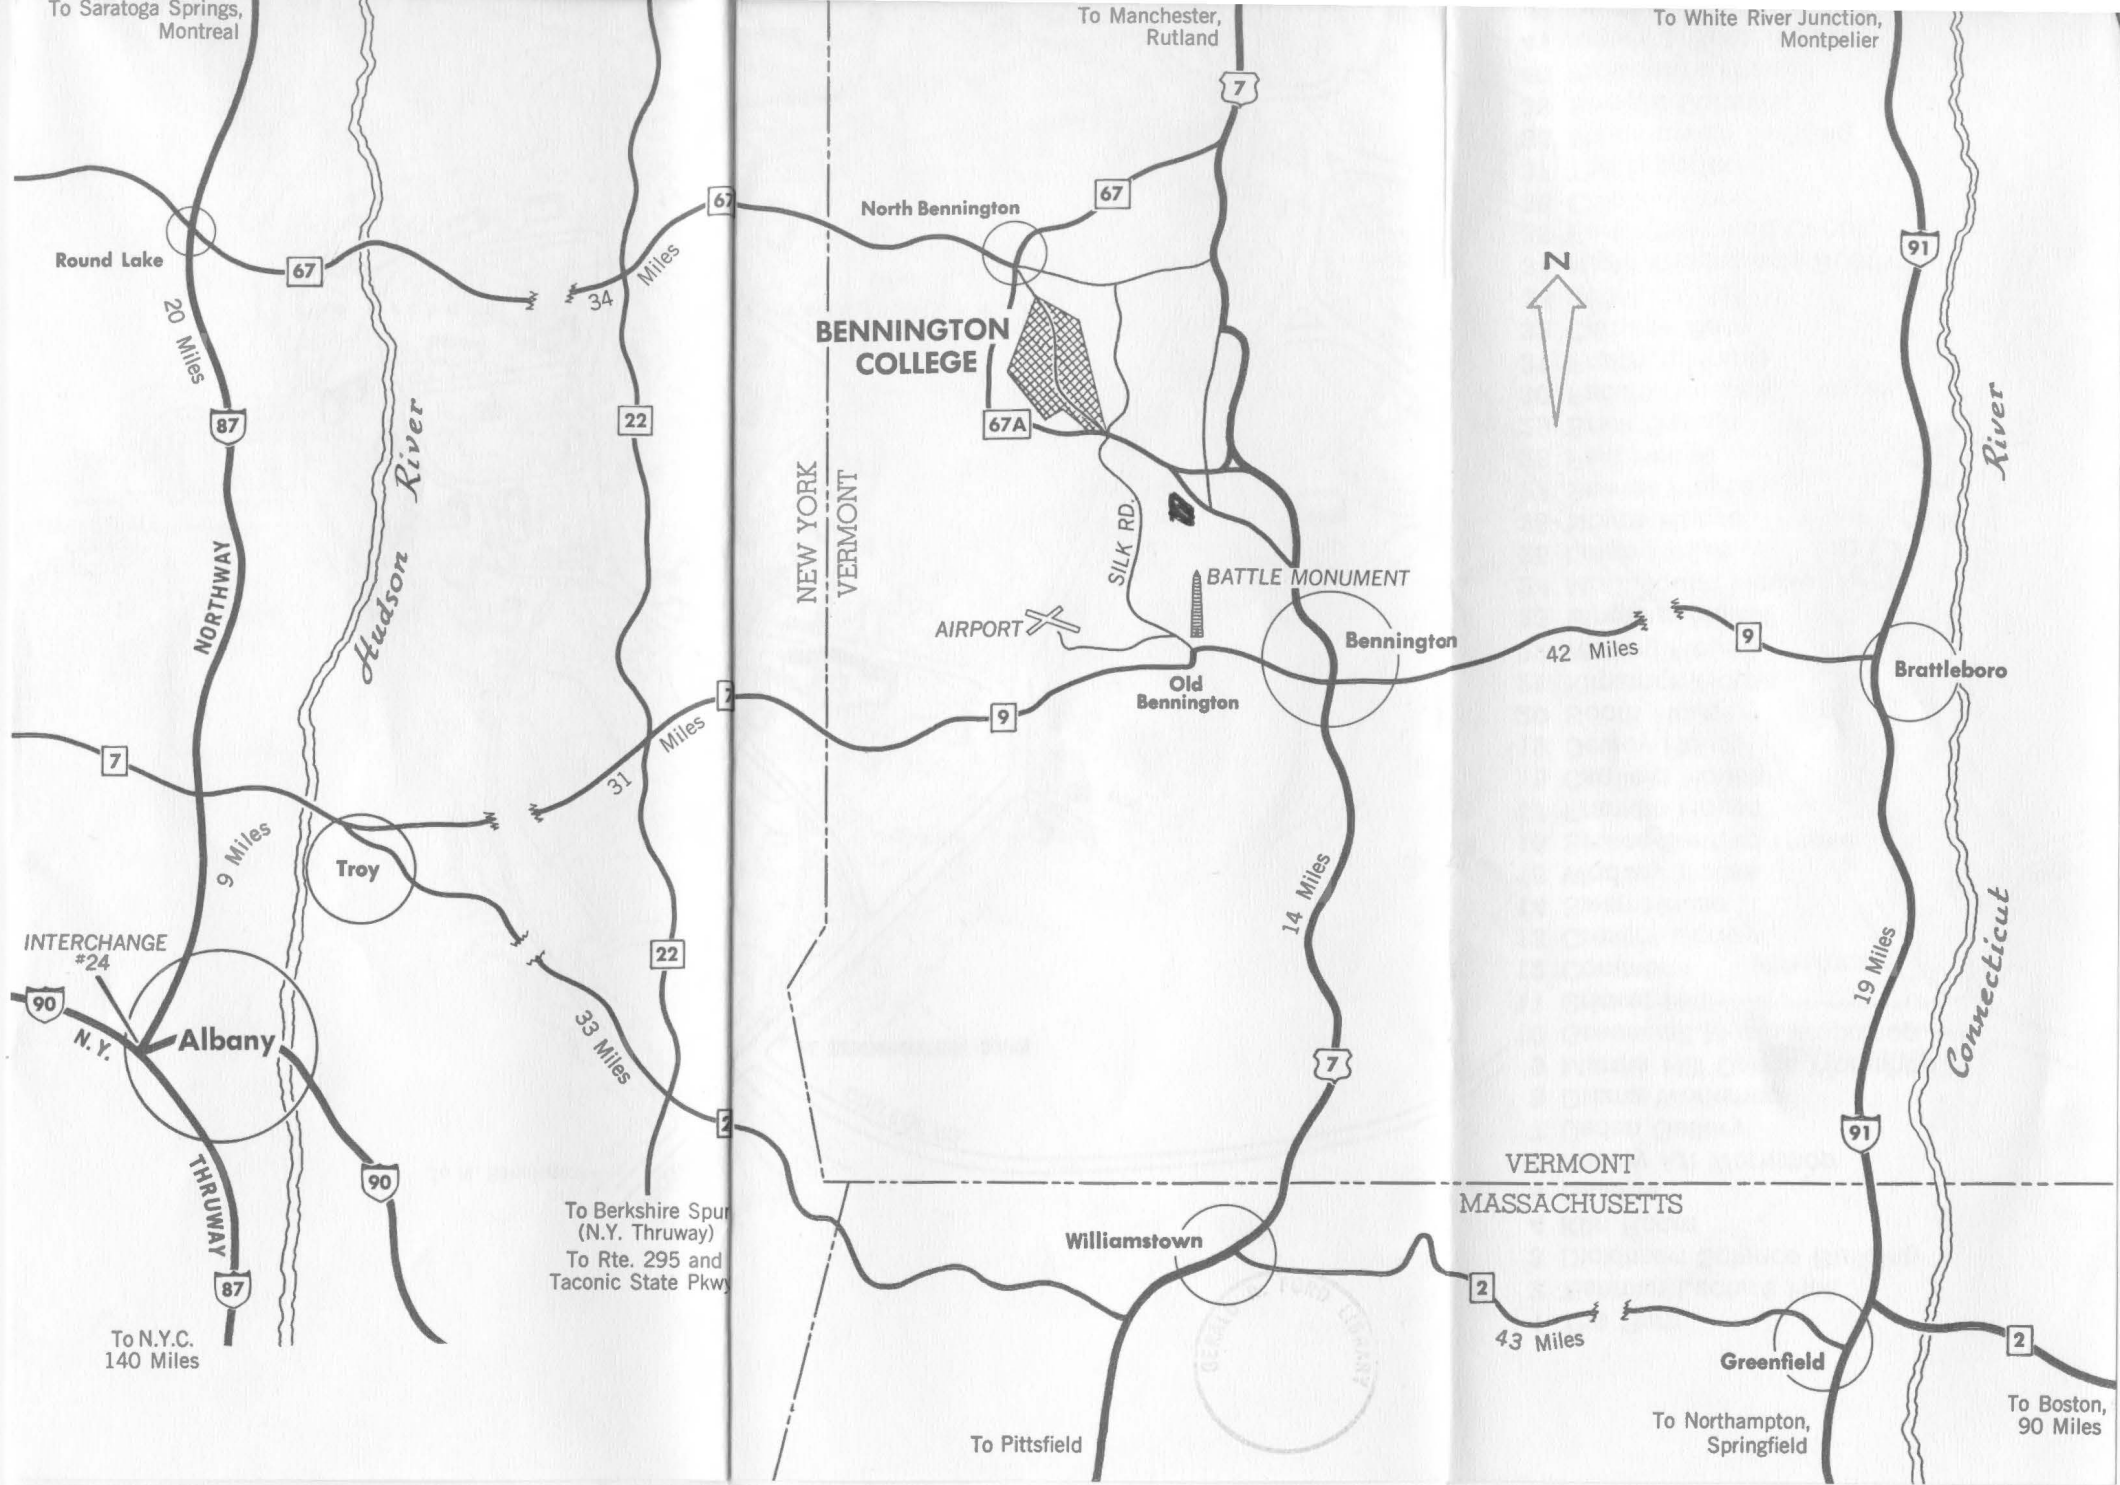 To Saratoga Springs,
Montreal
To Manchester,
Rutland
To White River Junction,
Montpelier
7
67
67
North Bennington
91
N
Round Lake
67
34 Miles
20 Miles
BENNINGTON
COLLEGE
87
22
67A
Hudson River
River
NEW YORK
VERMONT
SILK RD.
NORTHWAY
BATTLE MONUMENT
AIRPORT
Bennington
42 Miles
9
Brattleboro
Old
Bennington
7
9
7
31 Miles
9 Miles
Troy
14 Miles
INTERCHANGE
#24
22
19 Miles
Connecticut
90
N.Y.
Albany
33 Miles
7
2
91
THRUWAY
90
VERMONT
MASSACHUSETTS
To Berkshire Spur
(N.Y. Thruway)
To Rte. 295 and
Taconic State Pkwy
Williamstown
87
2
43 Miles
2
To N.Y.C.
140 Miles
Greenfield
GERALD R. FORD LIBRARY
To Pittsfield
To Northampton,
Springfield
To Boston,
90 Miles